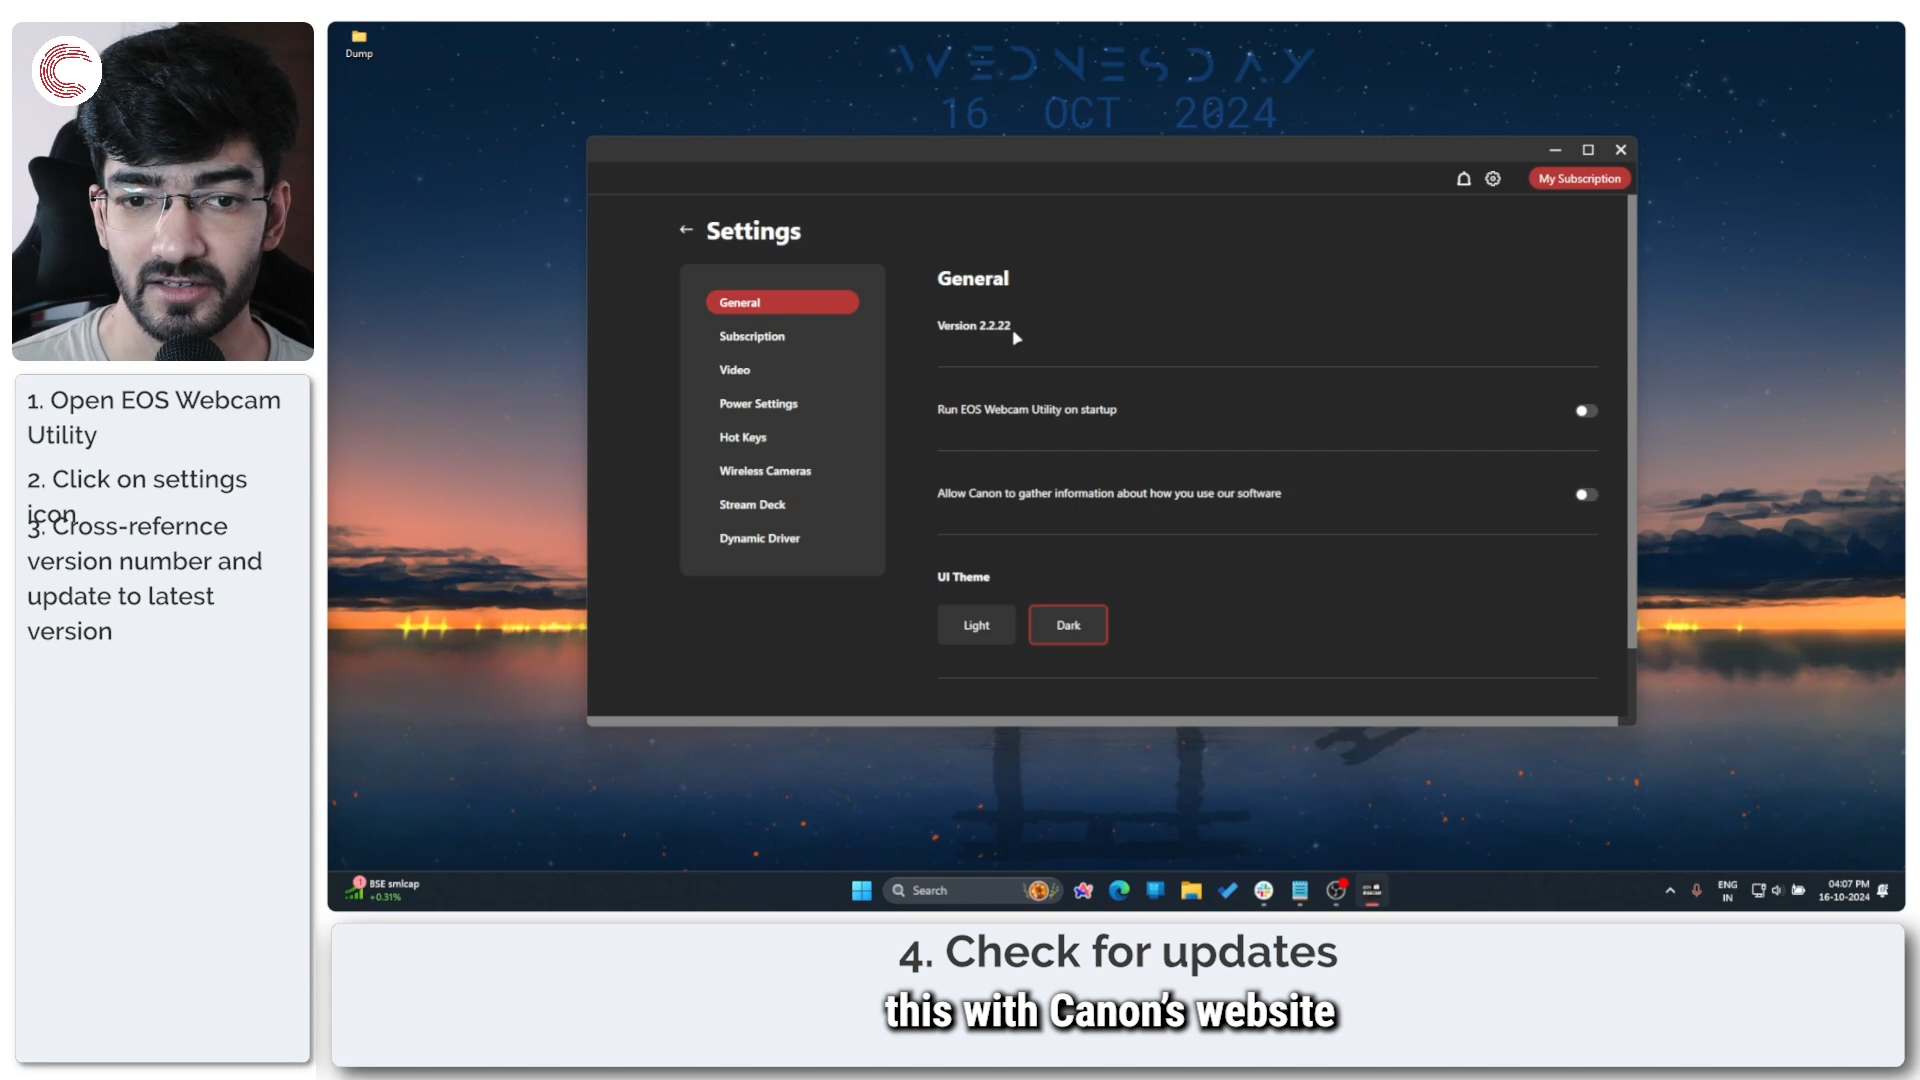 Dump
WEDNESDAY
16 OCT 2024
My Subscription
Settings
General
Subscription
Video
Power Settings
Hot Keys
Wireless Cameras
Stream Deck
Dynamic Driver
General
Version 2.2.22
Run EOS Webcam Utility on startup
Allow Canon to gather information about how you use our software
UI Theme
Light
Dark
1. Open EOS Webcam
Utility
2. Click on settings
icon
3. Cross-refernce
version number and
update to latest
version
BSE smlcap
+0.31%
Search
ENG
IN
04:07 PM
16-10-2024
4. Check for updates
this with Canon's website